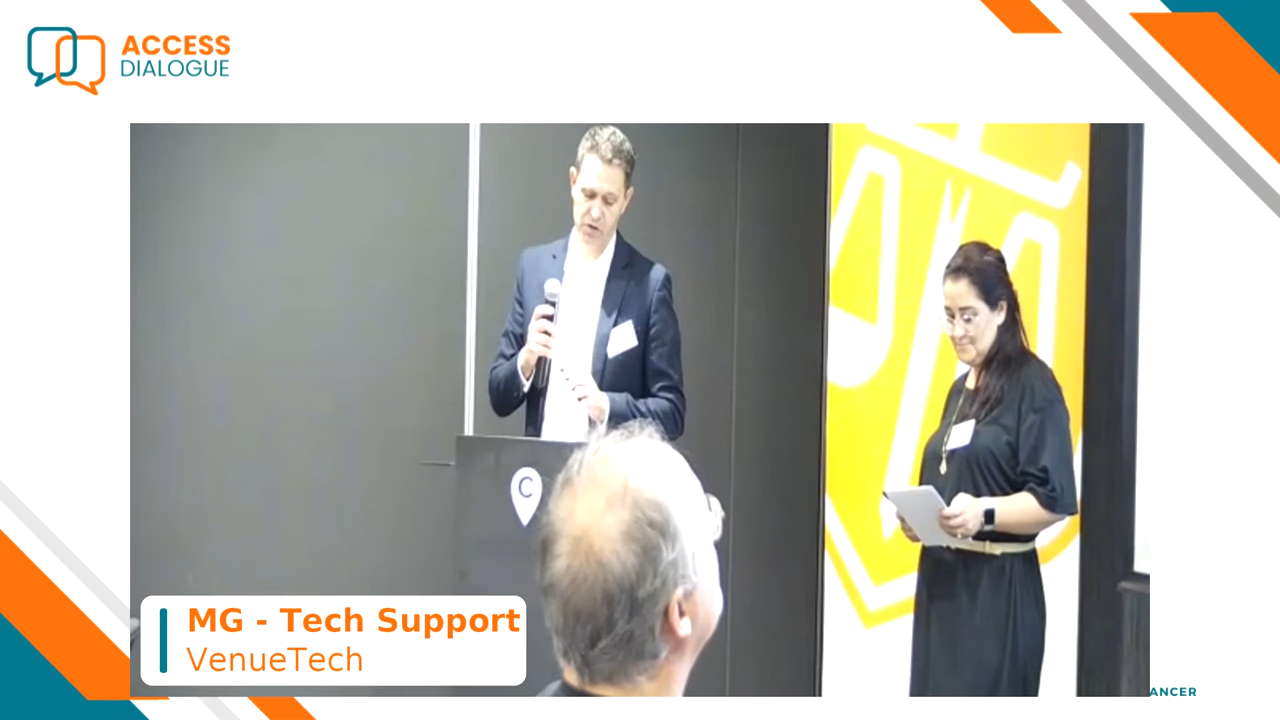 ACCESS
DIALOGUE
C
MG - Tech Support
VenueTech
ANCER